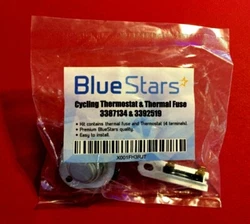 BlueStars
Cycling Thermostat & Thermal Fuse
3387134 & 3392519
• Kit contains thermal fuse and Thermostat (4 terminals).
• Premium BlueStars quality.
• Easy to install.
X001FH3RJ7